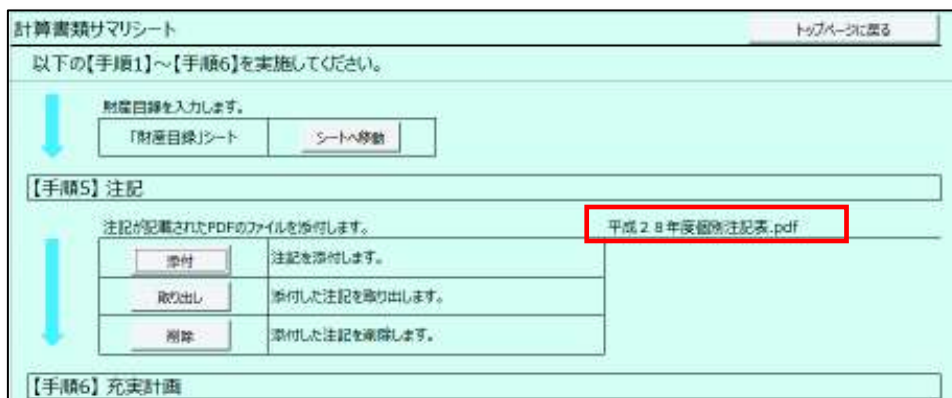 計算書類サマリシート
トップページに戻る
以下の【手順1】～【手順6】を実施してください。
財産目録を入力します。
「財産目録」シート
シートへ移動
【手順5】注記
注記が記載されたPDFのファイルを添付します。
平成２８年度個別注記表.pdf
添付
注記を添付します。
取り出し
添付した注記を取り出します。
削除
添付した注記を削除します。
【手順6】充実計画